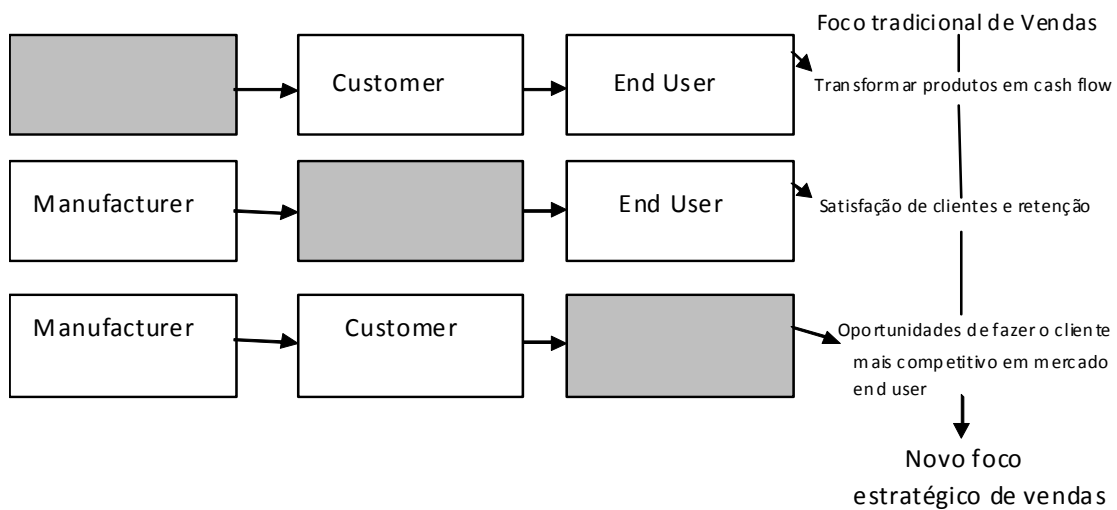 Foco tradicional de Vendas
Customer
End User
Transformar produtos em cash flow
Manufacturer
End User
Satisfação de clientes e retenção
Manufacturer
Customer
Oportunidades de fazer o cliente
mais competitivo em mercado
end user
Novo foco
estratégico de vendas